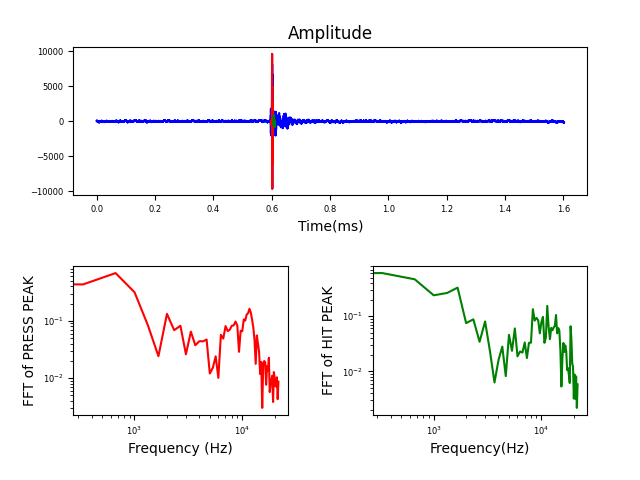 Amplitude
10000
5000
0
−5000
−10000
0.0 0.2 0.4 0.6 0.8 1.0 1.2 1.4 1.6
Time(ms)
FFT of PRESS PEAK
10⁻¹
10⁻²
10³ 10⁴
Frequency (Hz)
FFT of HIT PEAK
10⁻¹
10⁻²
10³ 10⁴
Frequency(Hz)